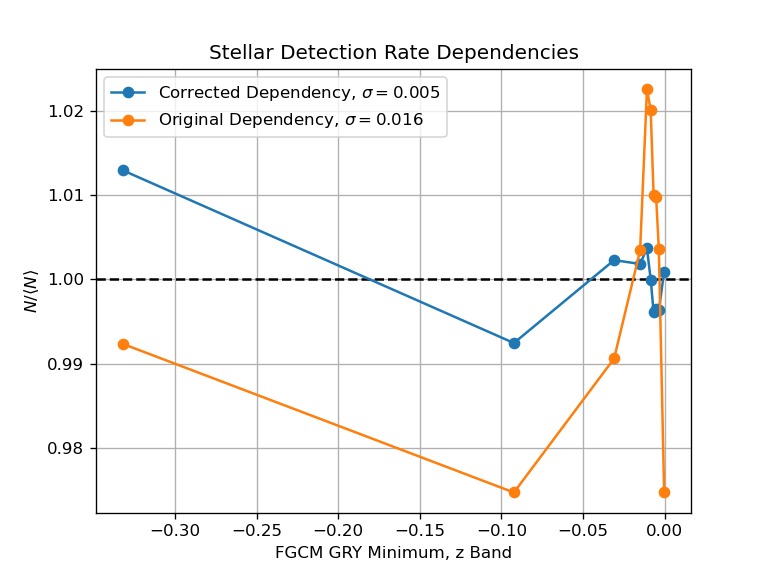 Stellar Detection Rate Dependencies
Corrected Dependency, σ = 0.005
Original Dependency, σ = 0.016
N/⟨N⟩
1.02
1.01
1.00
0.99
0.98
−0.30 −0.25 −0.20 −0.15 −0.10 −0.05 0.00
FGCM GRY Minimum, z Band